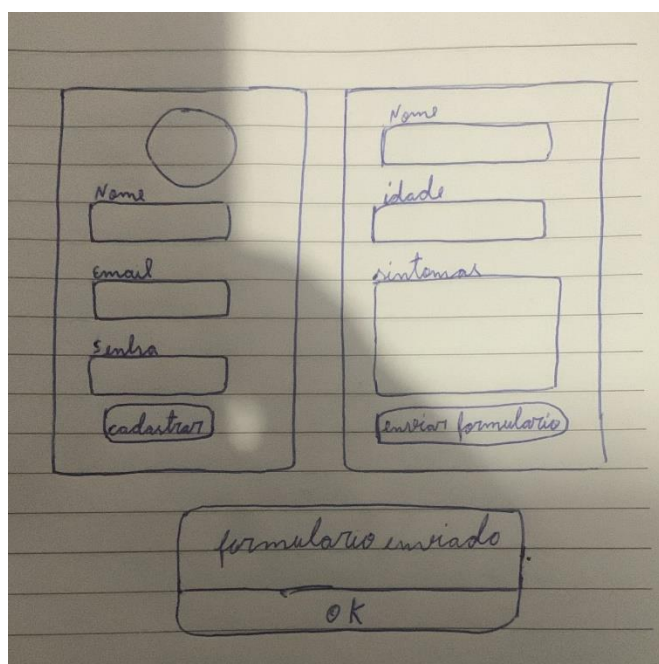 Nome
email
senha
cadastrar
Nome
idade
sintomas
enviar formulario
formulario enviado
OK